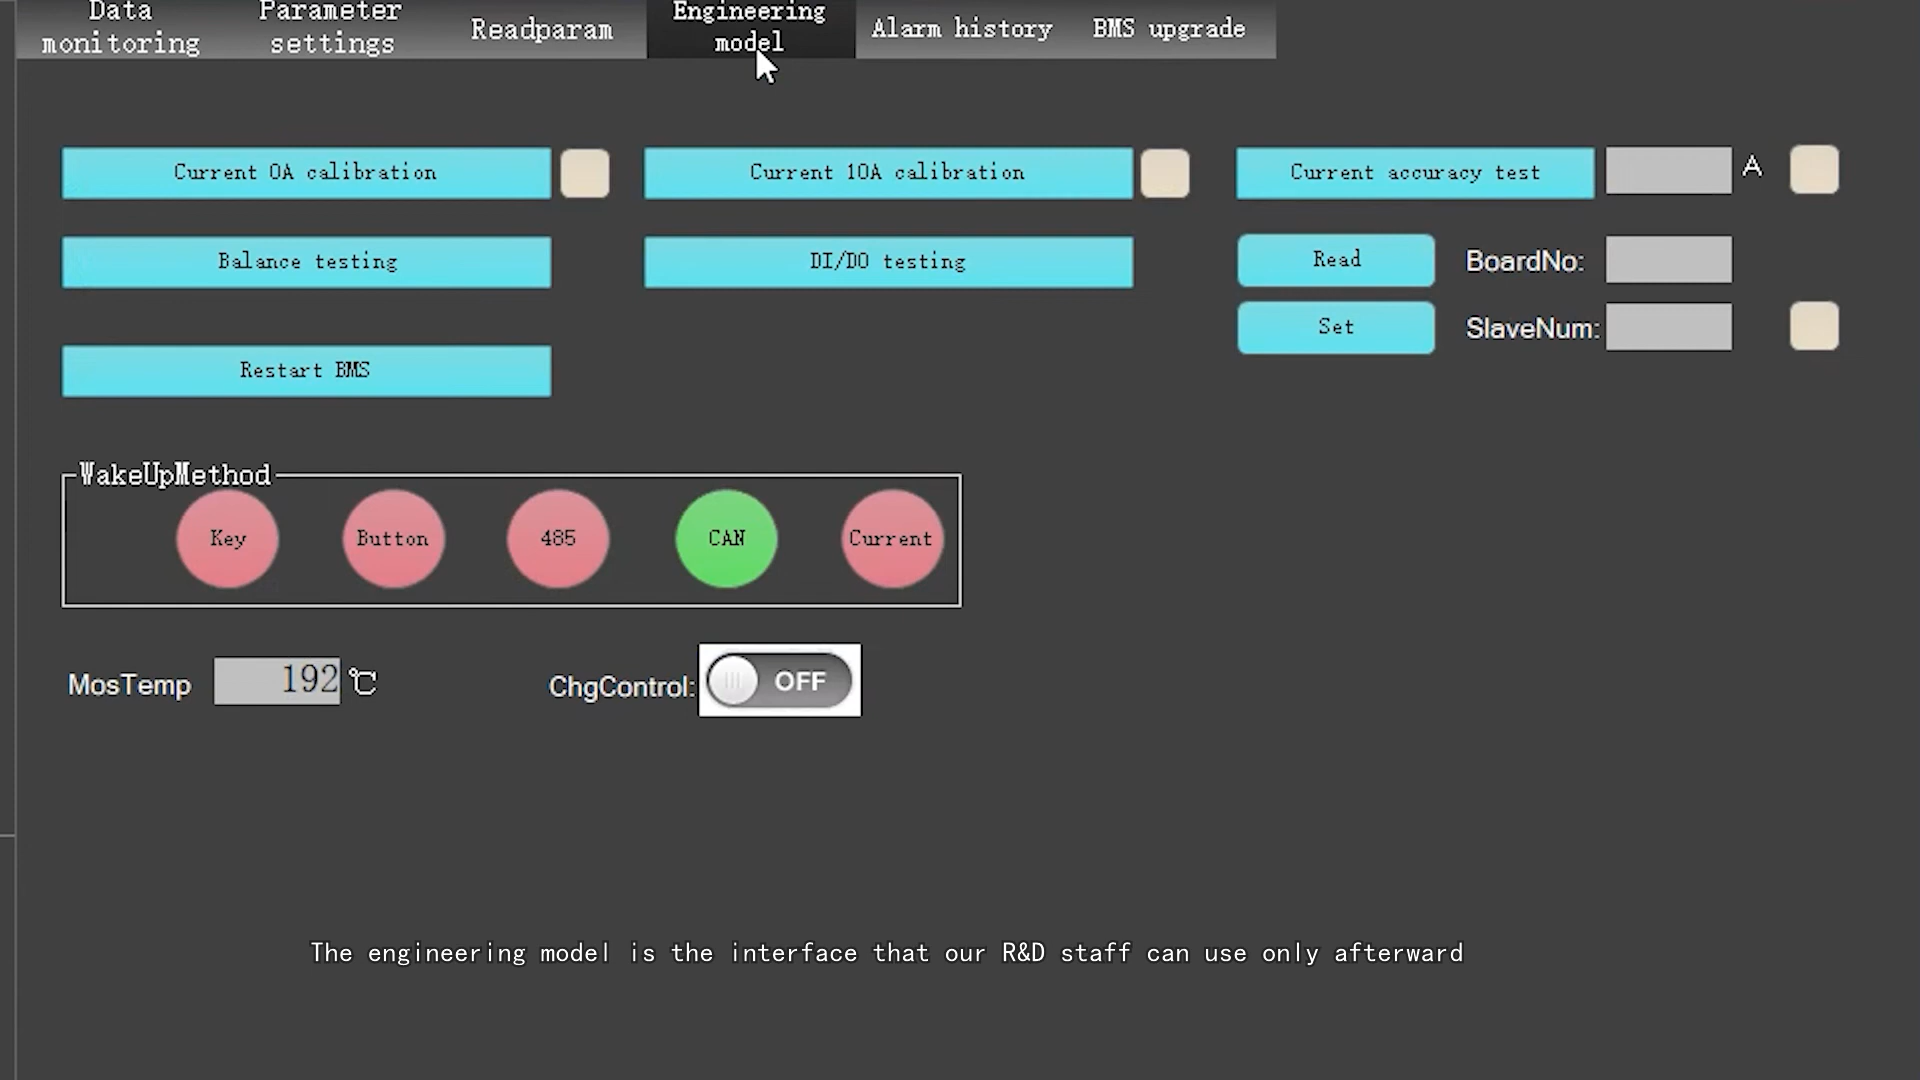 Data
monitoring
Parameter
settings
Readparam
Engineering
model
Alarm history
BMS upgrade
Current 0A calibration
Current 10A calibration
Current accuracy test
A
Balance testing
DI/DO testing
Read
BoardNo:
Set
SlaveNum:
Restart BMS
WakeUpMethod
Key
Button
485
CAN
Current
MosTemp
192
℃
ChgControl:
OFF
The engineering model is the interface that our R&D staff can use only afterward